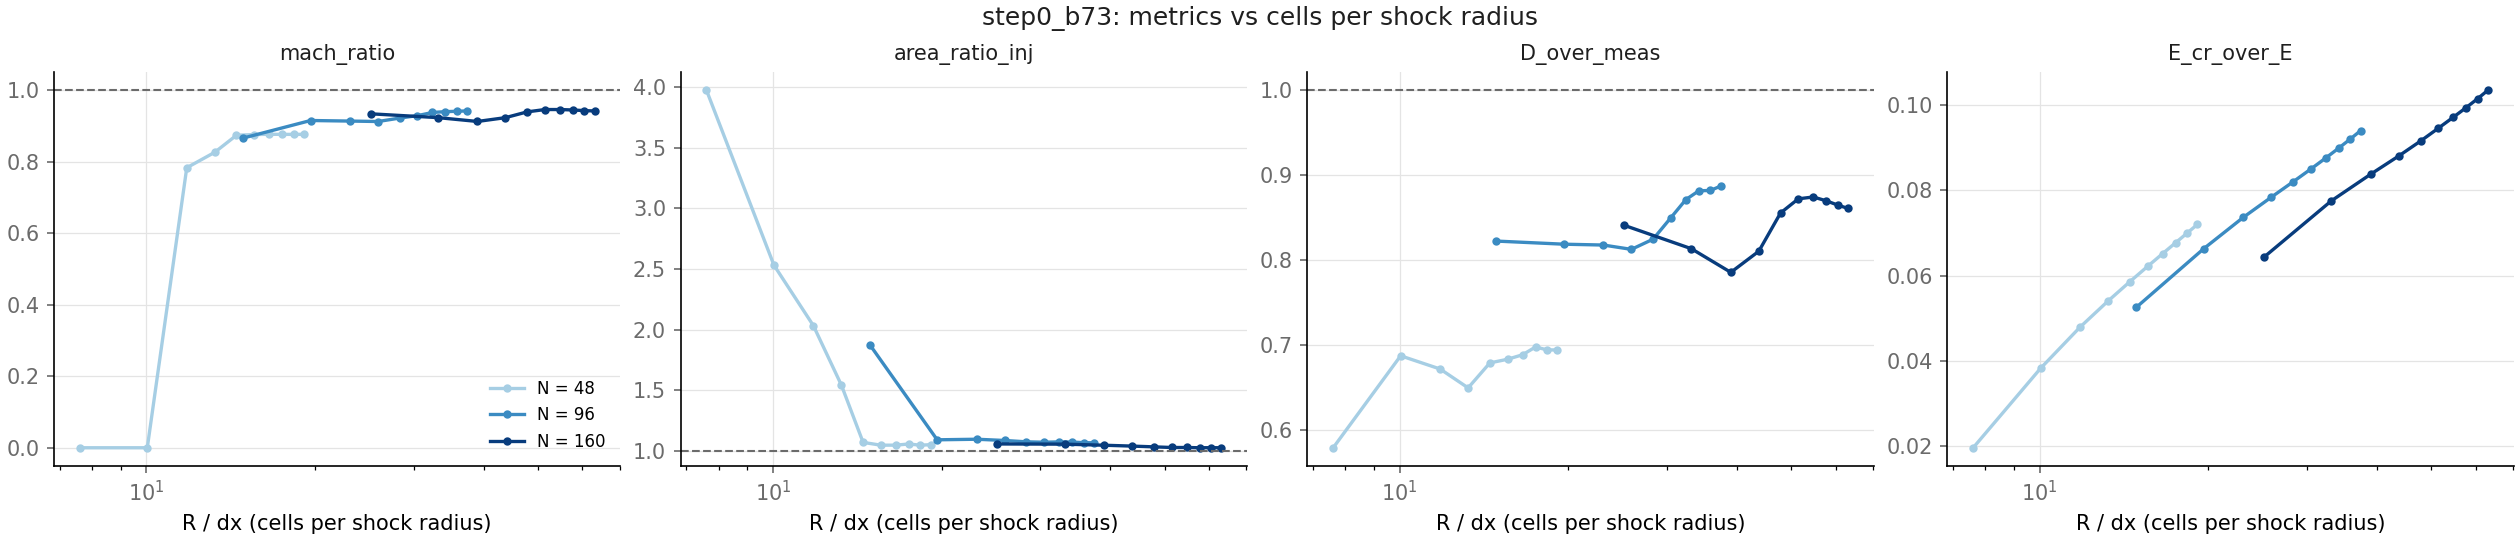 step0_b73: metrics vs cells per shock radius
mach_ratio
1.0
0.8
0.6
0.4
0.2
0.0
10¹
R / dx (cells per shock radius)
N = 48
N = 96
N = 160
area_ratio_inj
4.0
3.5
3.0
2.5
2.0
1.5
1.0
10¹
R / dx (cells per shock radius)
D_over_meas
1.0
0.9
0.8
0.7
0.6
10¹
R / dx (cells per shock radius)
E_cr_over_E
0.10
0.08
0.06
0.04
0.02
10¹
R / dx (cells per shock radius)